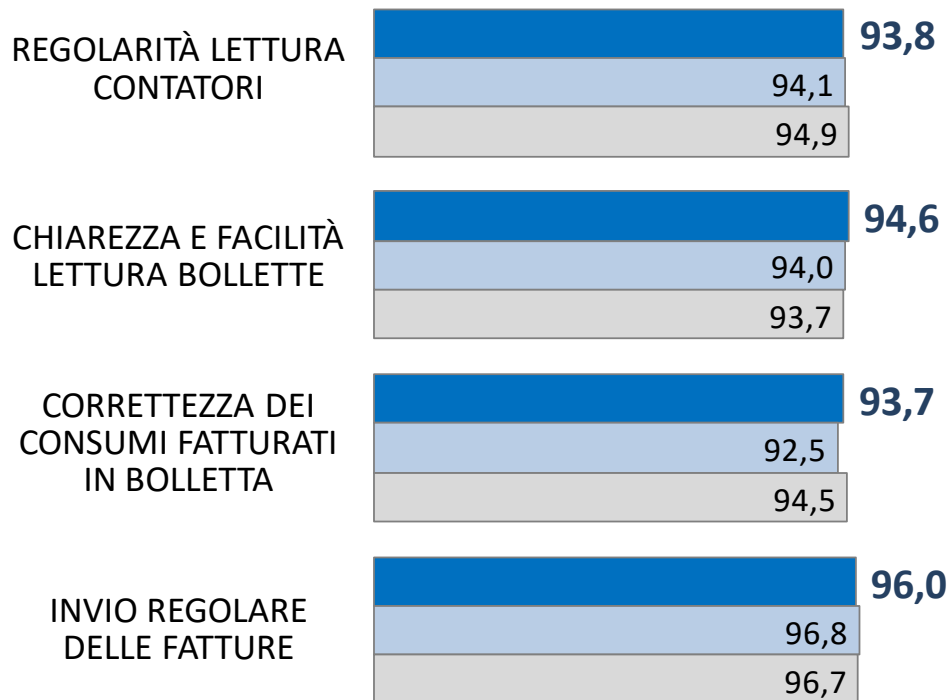 REGOLARITÀ LETTURA
CONTATORI
93,8
94,1
94,9
CHIAREZZA E FACILITÀ
LETTURA BOLLETTE
94,6
94,0
93,7
CORRETTEZZA DEI
CONSUMI FATTURATI
IN BOLLETTA
93,7
92,5
94,5
INVIO REGOLARE
DELLE FATTURE
96,0
96,8
96,7